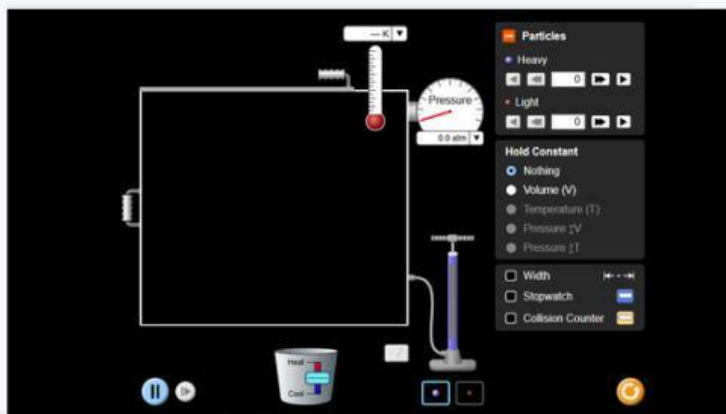 — K
Pressure
0.0 atm
Heat
Cool
Particles
Heavy
0
Light
0
Hold Constant
Nothing
Volume (V)
Temperature (T)
Pressure ↕V
Pressure ↕T
Width
Stopwatch
Collision Counter